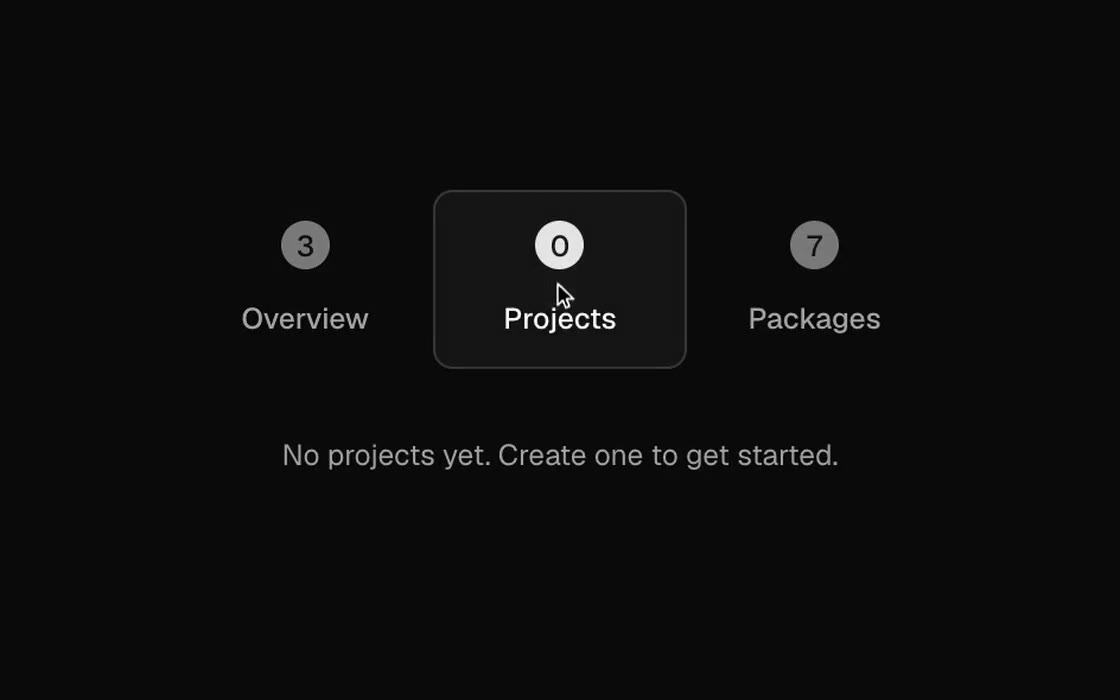 3
0
7
Overview
Projects
Packages
No projects yet. Create one to get started.